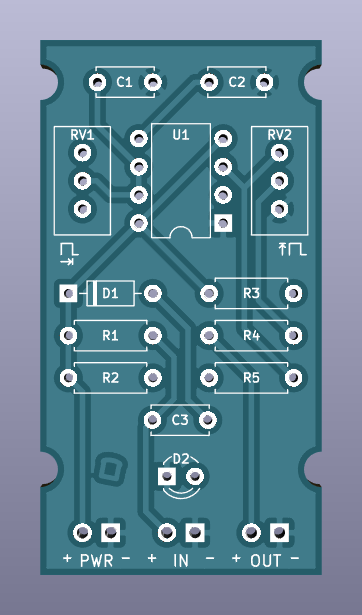 C1 C2
RV1 U1 RV2
D1 R3
R1 R4
R2 R5
C3
D2
+ PWR - + IN - + OUT -